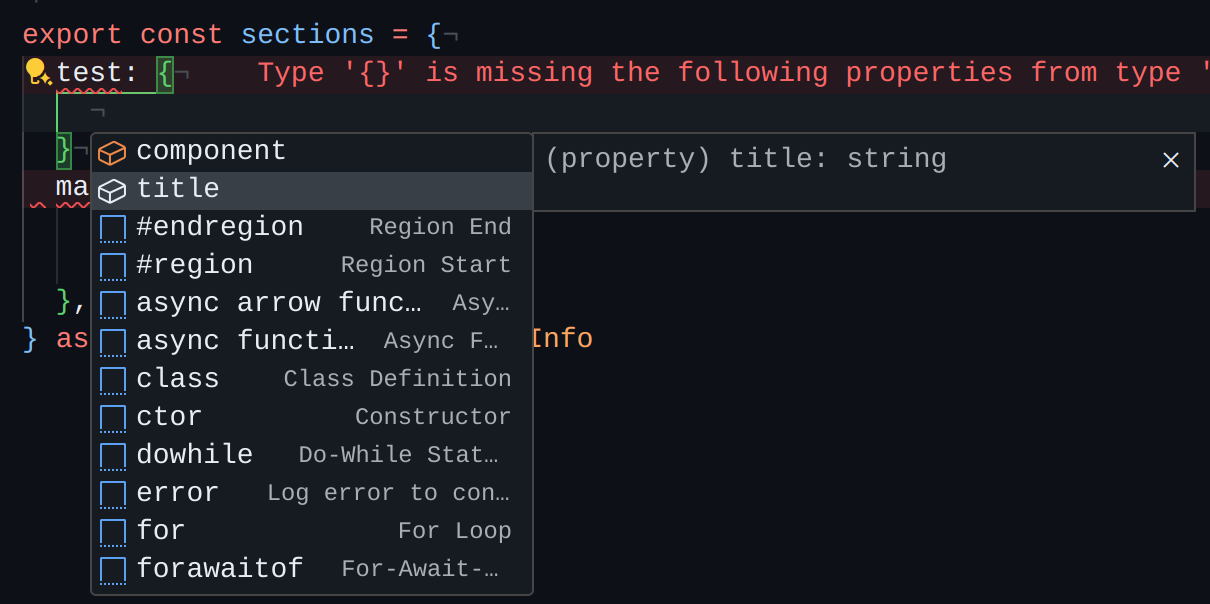 export const sections = {
test: { Type '{}' is missing the following properties from type '
}
component
(property) title: string
title
ma
#endregion Region End
#region Region Start
async arrow func… Asy…
},
async functi… Async F…
} as Info
class Class Definition
ctor Constructor
dowhile Do-While Stat…
error Log error to con…
for For Loop
forawaitof For-Await-…